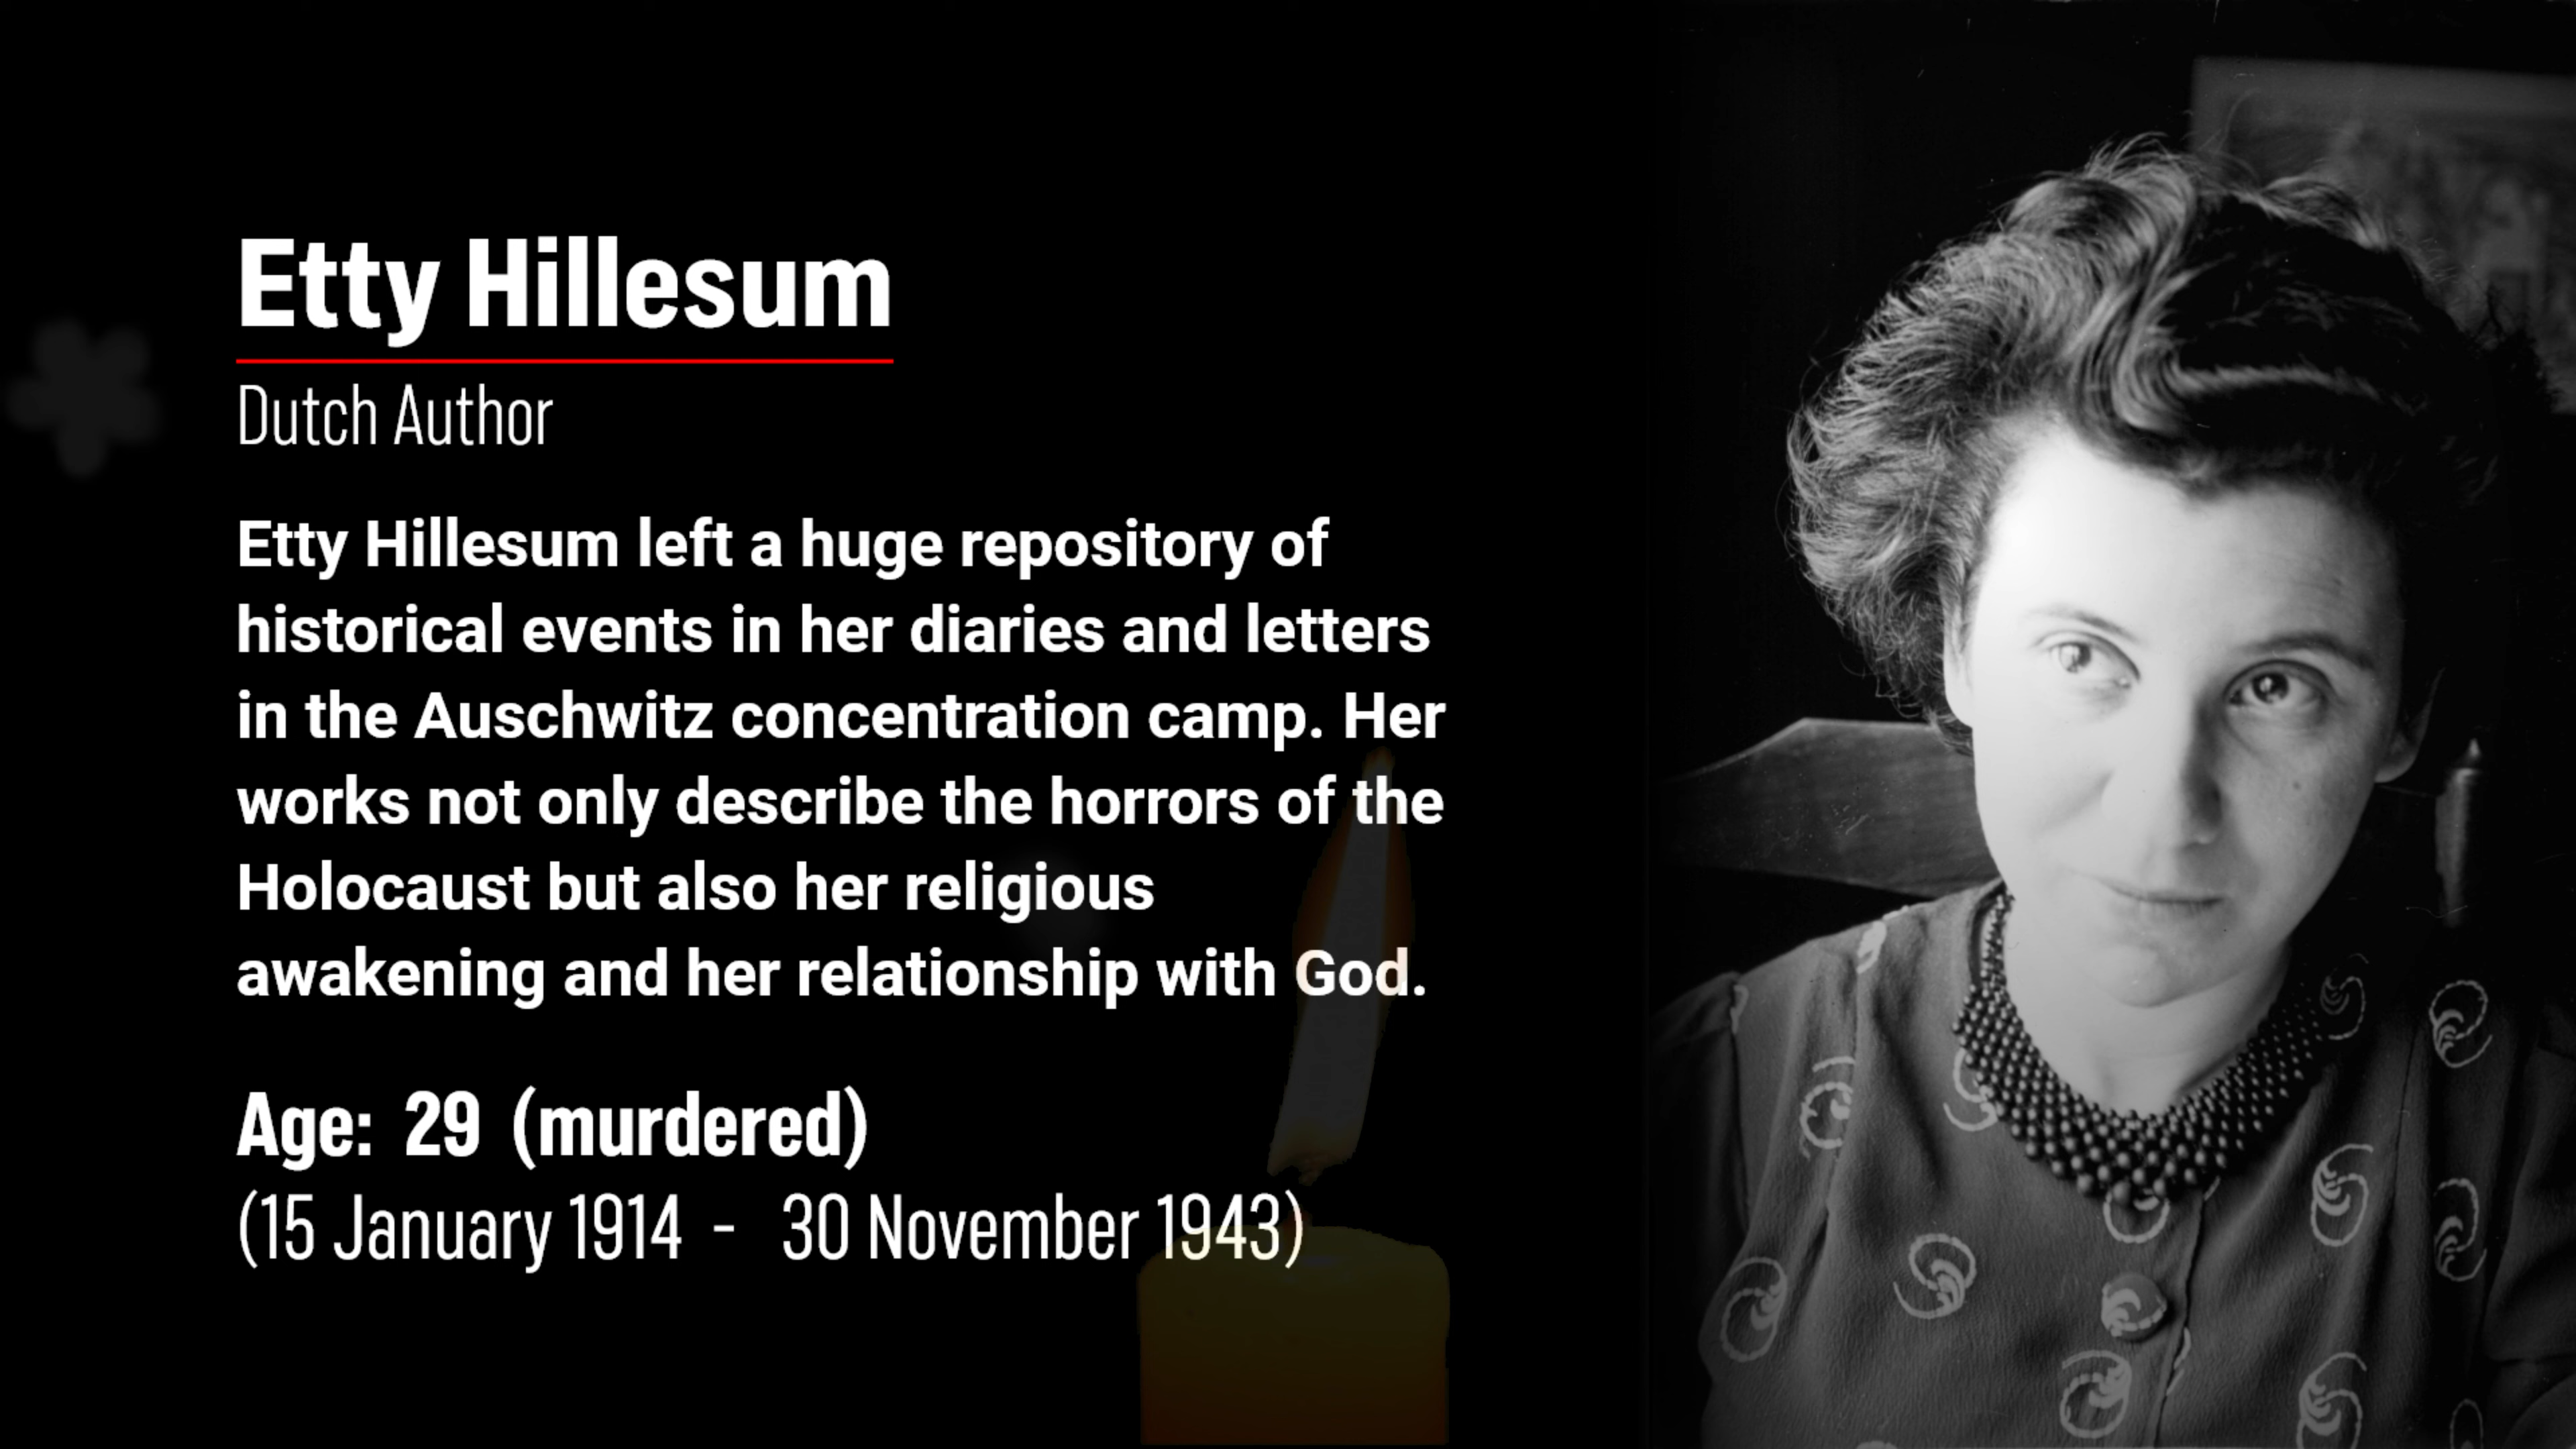 Etty Hillesum
Dutch Author
Etty Hillesum left a huge repository of
historical events in her diaries and letters
in the Auschwitz concentration camp. Her
works not only describe the horrors of the
Holocaust but also her religious
awakening and her relationship with God.
Age: 29 (murdered)
(15 January 1914 - 30 November 1943)